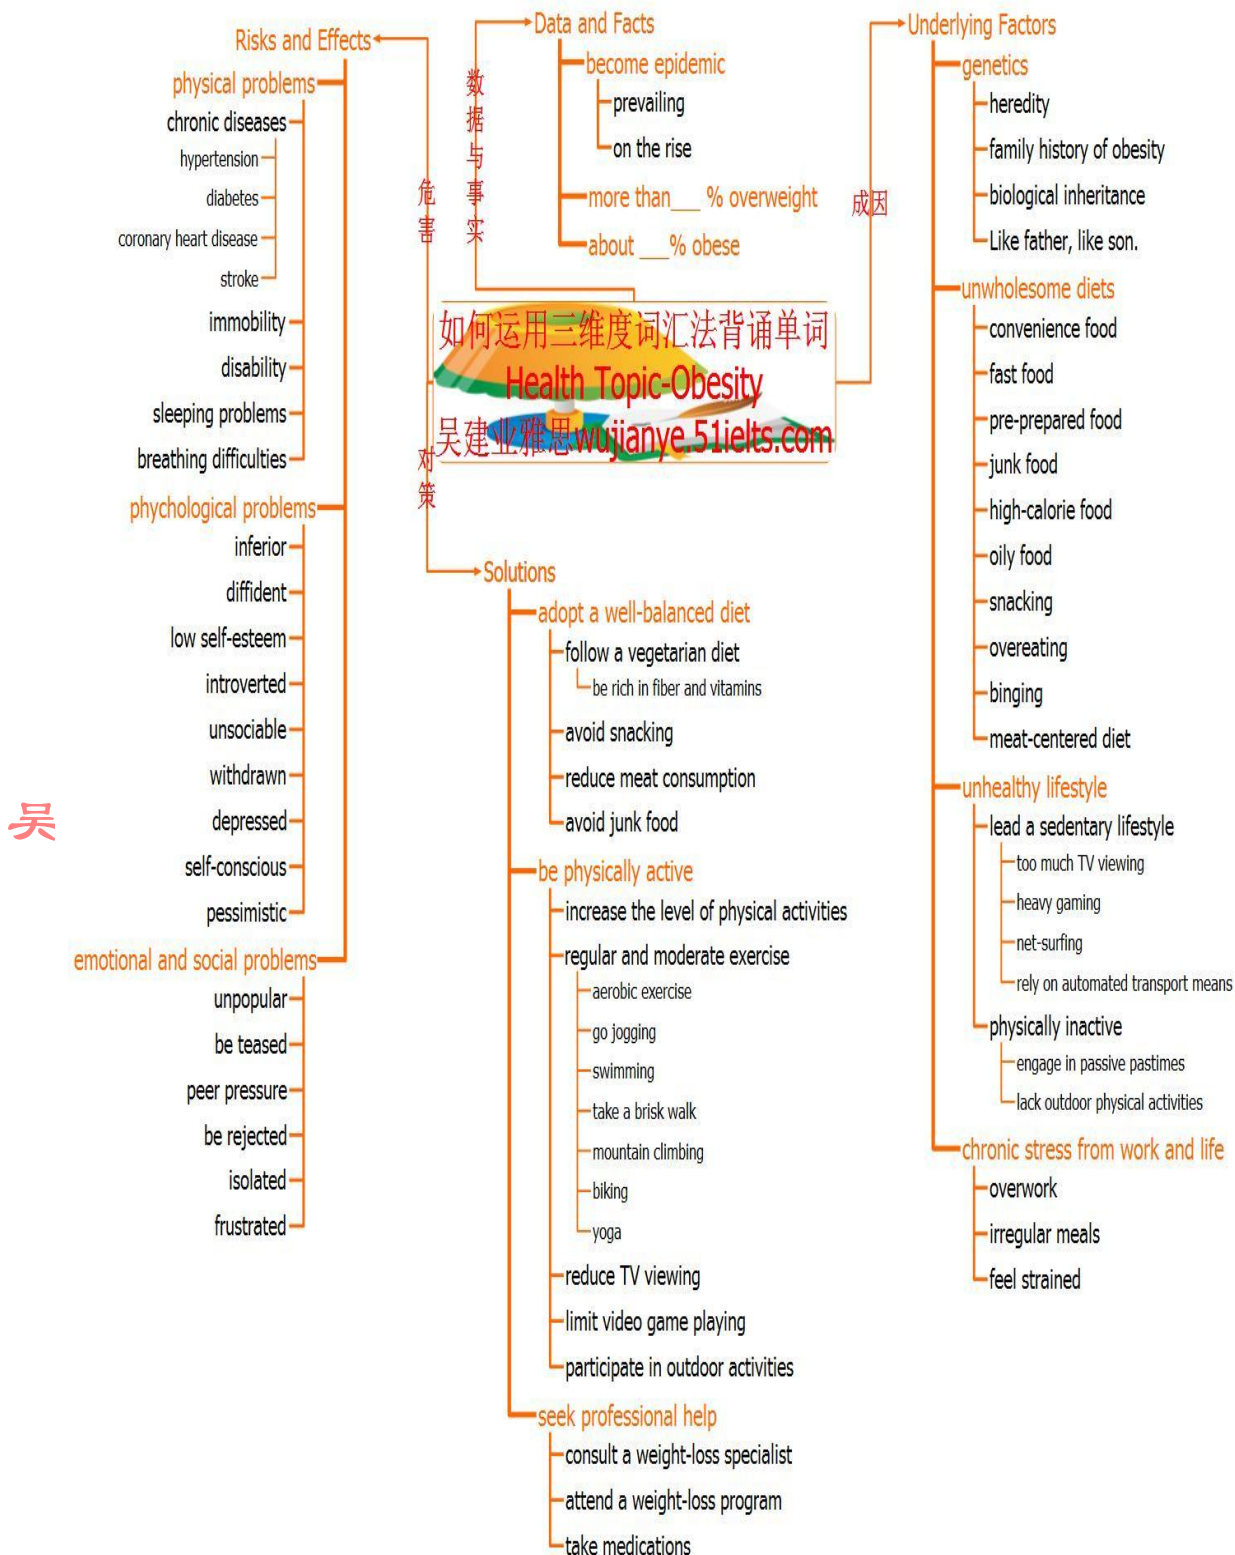 如何运用三维度词汇法背诵单词
Health Topic-Obesity
吴建业雅思wujianye.51ielts.com
数据与事实
Data and Facts
become epidemic
prevailing
on the rise
more than___ % overweight
about ___% obese
成因
Underlying Factors
genetics
heredity
family history of obesity
biological inheritance
Like father, like son.
unwholesome diets
convenience food
fast food
pre-prepared food
junk food
high-calorie food
oily food
snacking
overeating
binging
meat-centered diet
unhealthy lifestyle
lead a sedentary lifestyle
too much TV viewing
heavy gaming
net-surfing
rely on automated transport means
physically inactive
engage in passive pastimes
lack outdoor physical activities
chronic stress from work and life
overwork
irregular meals
feel strained
危害
Risks and Effects
physical problems
chronic diseases
hypertension
diabetes
coronary heart disease
stroke
immobility
disability
sleeping problems
breathing difficulties
phychological problems
inferior
diffident
low self-esteem
introverted
unsociable
withdrawn
depressed
self-conscious
pessimistic
emotional and social problems
unpopular
be teased
peer pressure
be rejected
isolated
frustrated
对策
Solutions
adopt a well-balanced diet
follow a vegetarian diet
be rich in fiber and vitamins
avoid snacking
reduce meat consumption
avoid junk food
be physically active
increase the level of physical activities
regular and moderate exercise
aerobic exercise
go jogging
swimming
take a brisk walk
mountain climbing
biking
yoga
reduce TV viewing
limit video game playing
participate in outdoor activities
seek professional help
consult a weight-loss specialist
attend a weight-loss program
take medications
吴